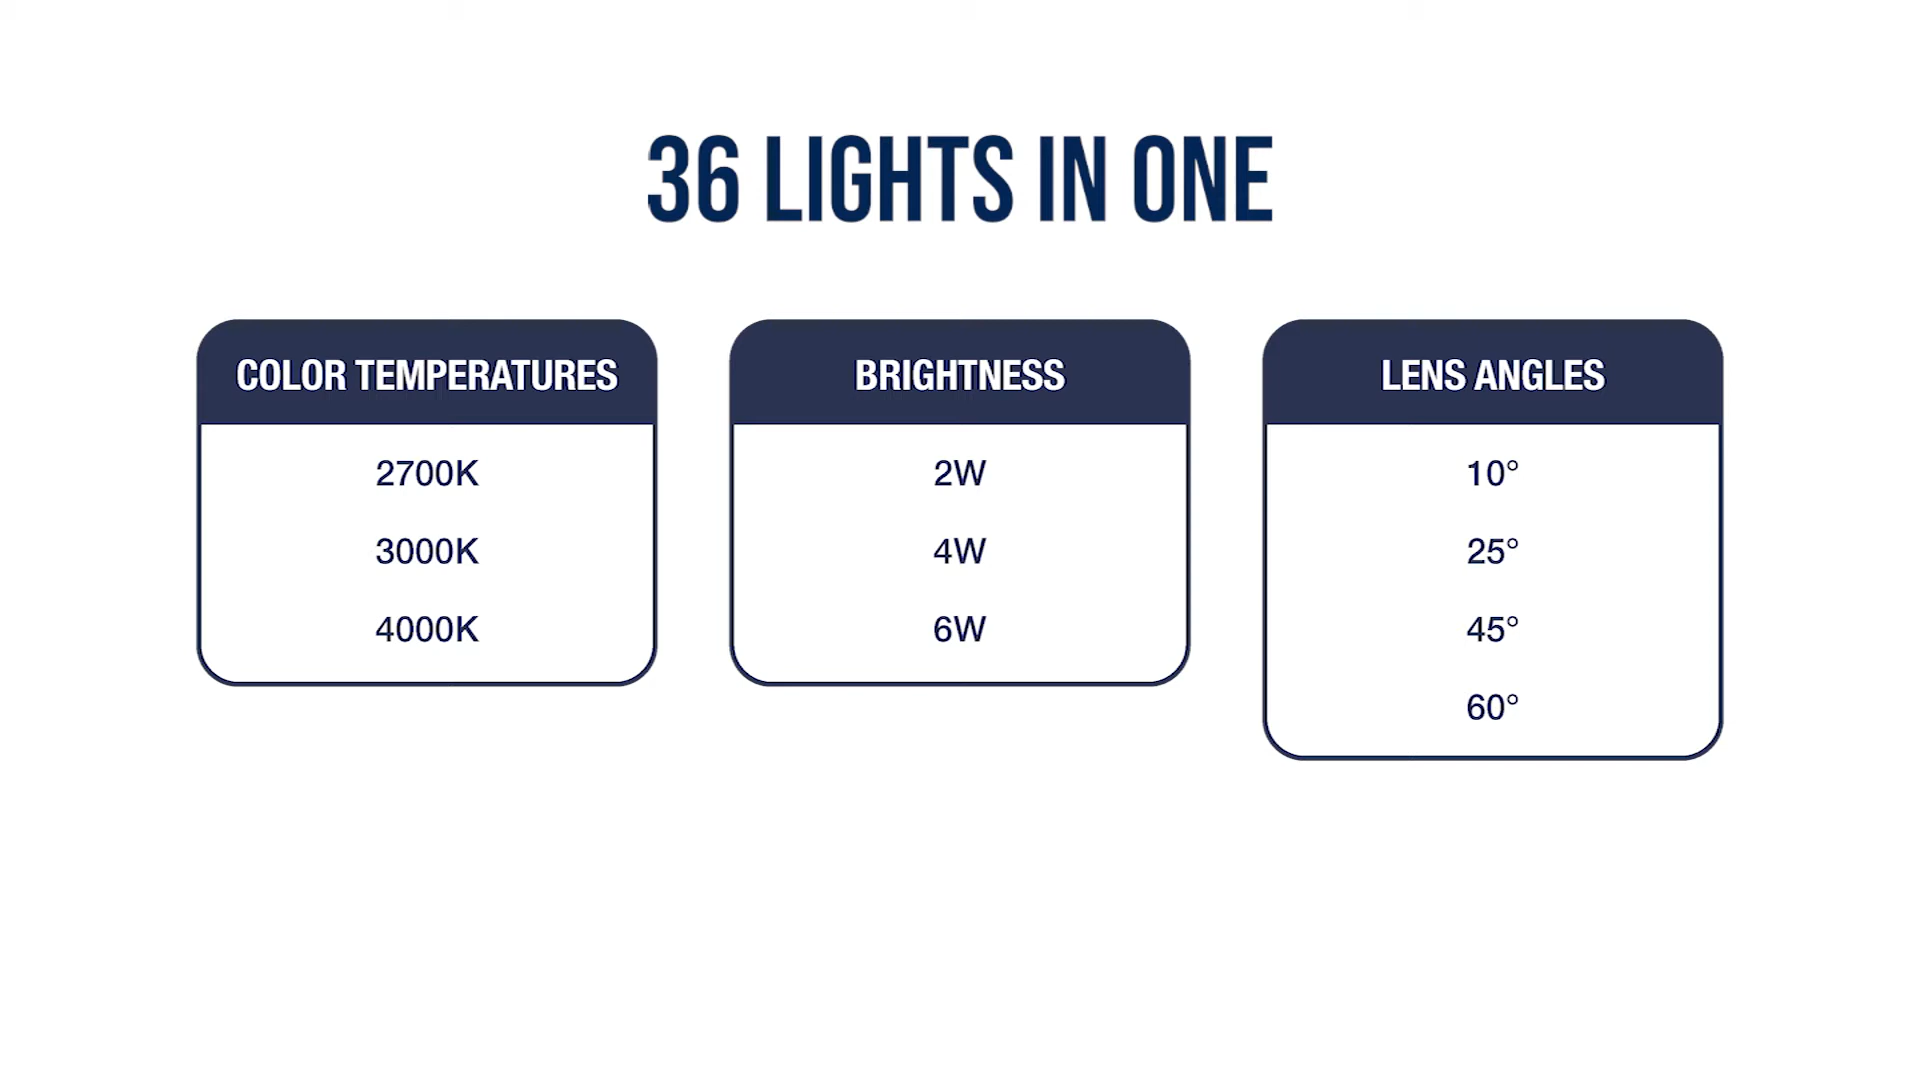 36 LIGHTS IN ONE
COLOR TEMPERATURES
2700K
3000K
4000K
BRIGHTNESS
2W
4W
6W
LENS ANGLES
10°
25°
45°
60°